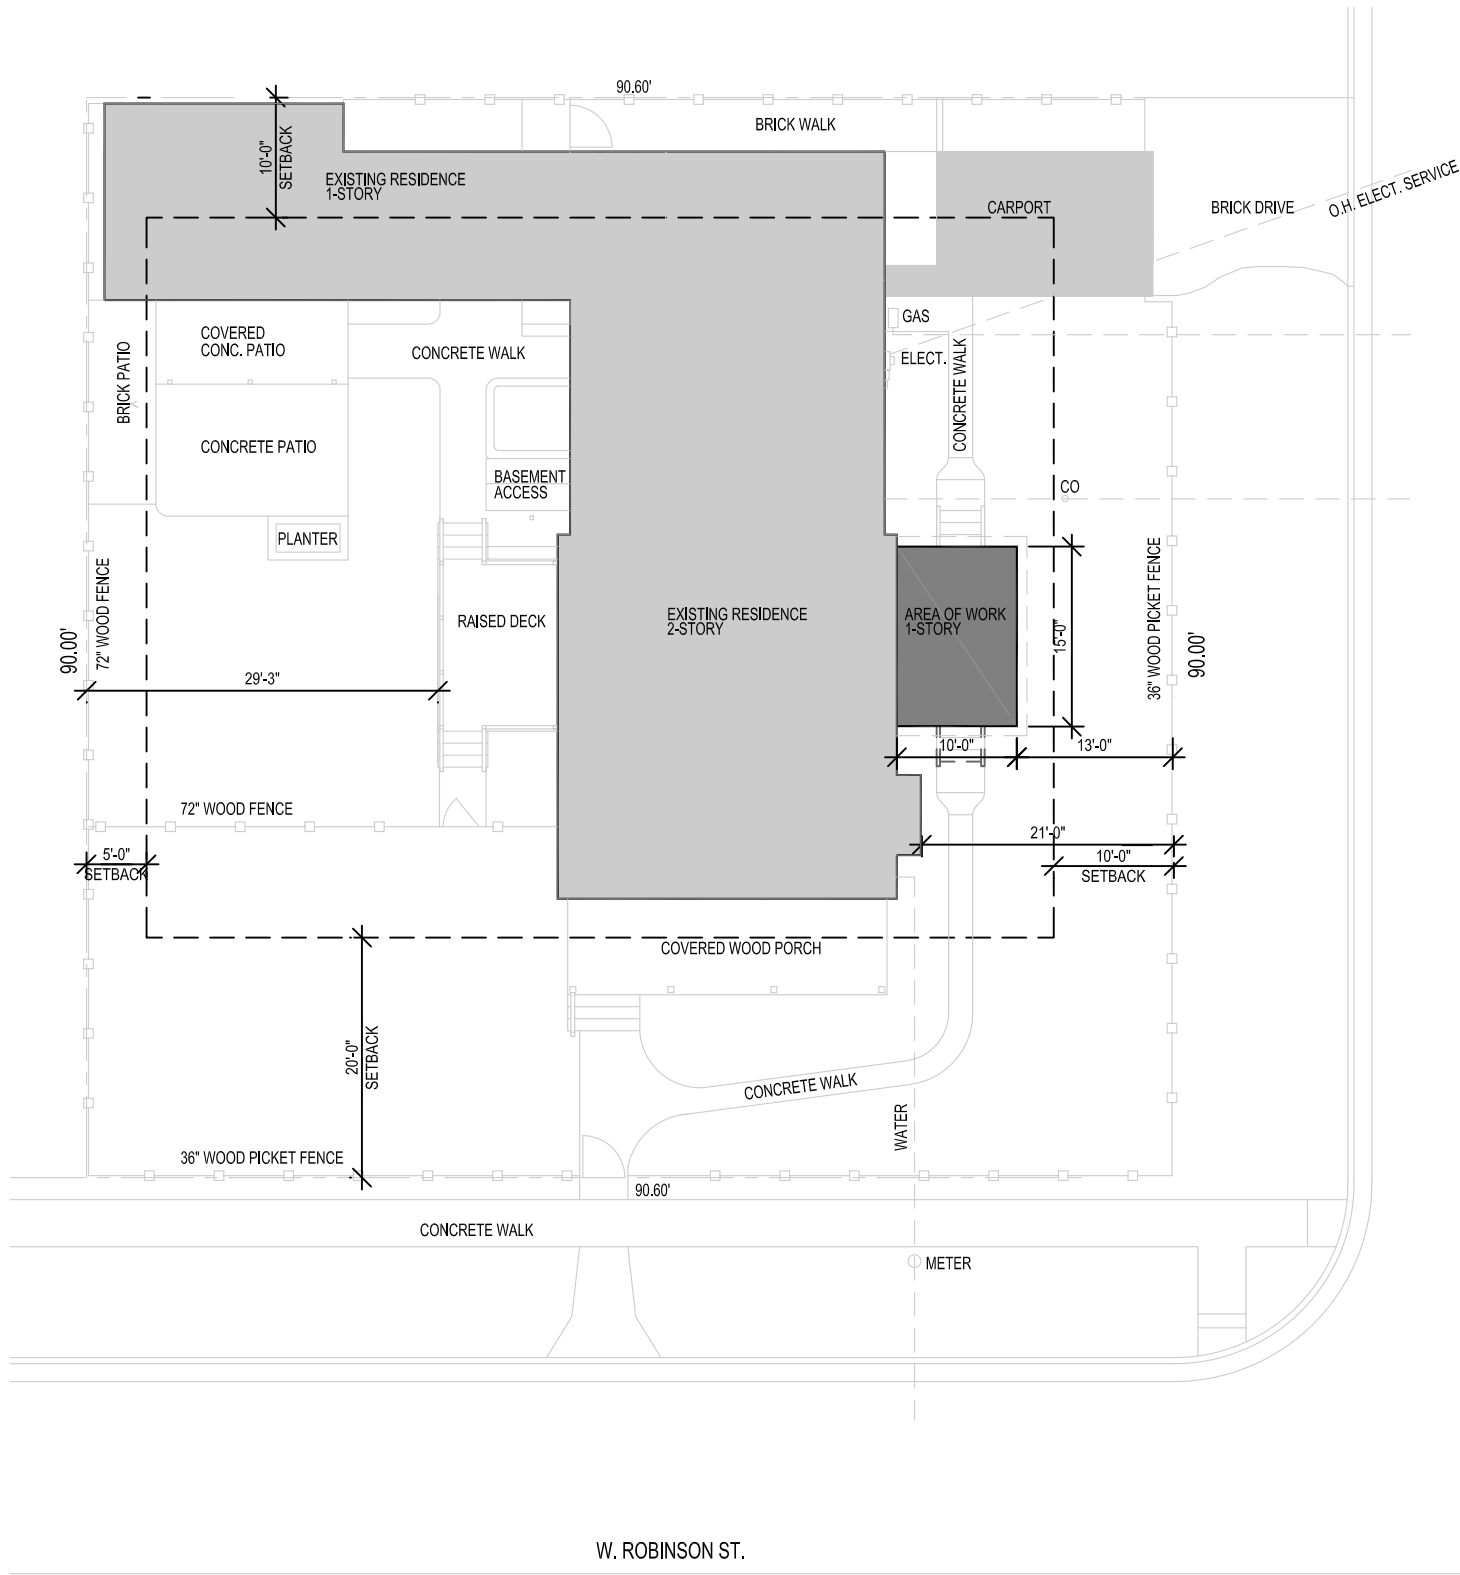 90.60'
BRICK WALK
10'-0"
SETBACK
EXISTING RESIDENCE
1-STORY
CARPORT
BRICK DRIVE
O.H. ELECT. SERVICE
GAS
COVERED
CONC. PATIO
CONCRETE WALK
ELECT.
CONCRETE WALK
BRICK PATIO
CONCRETE PATIO
BASEMENT
ACCESS
CO
PLANTER
72" WOOD FENCE
90.00'
RAISED DECK
EXISTING RESIDENCE
2-STORY
AREA OF WORK
1-STORY
15'-0"
36" WOOD PICKET FENCE
90.00'
29'-3"
10'-0"
13'-0"
72" WOOD FENCE
21'-0"
5'-0"
SETBACK
10'-0"
SETBACK
COVERED WOOD PORCH
20'-0"
SETBACK
CONCRETE WALK
WATER
36" WOOD PICKET FENCE
90.60'
CONCRETE WALK
METER
W. ROBINSON ST.